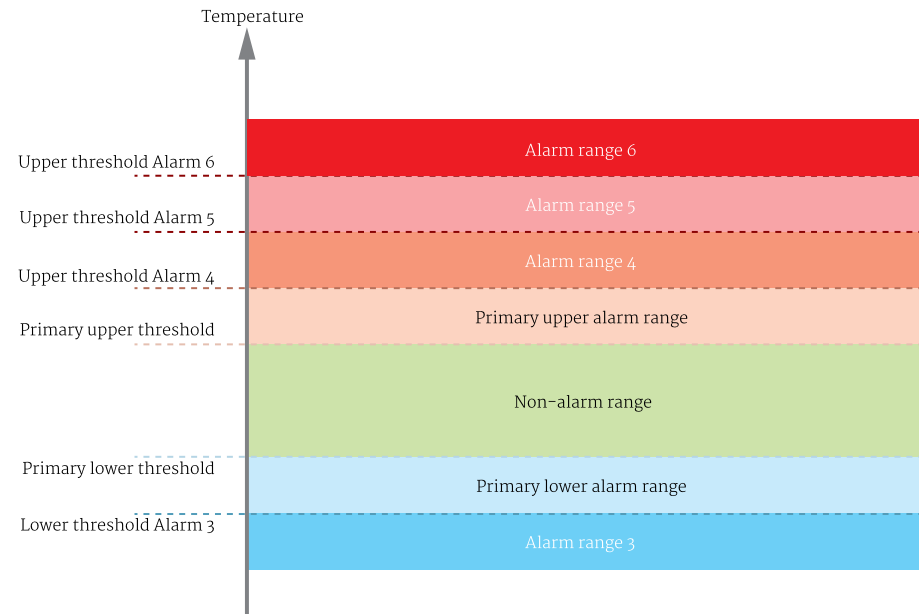 Temperature
Alarm range 6
Upper threshold Alarm 6
Alarm range 5
Upper threshold Alarm 5
Alarm range 4
Upper threshold Alarm 4
Primary upper alarm range
Primary upper threshold
Non-alarm range
Primary lower threshold
Primary lower alarm range
Lower threshold Alarm 3
Alarm range 3